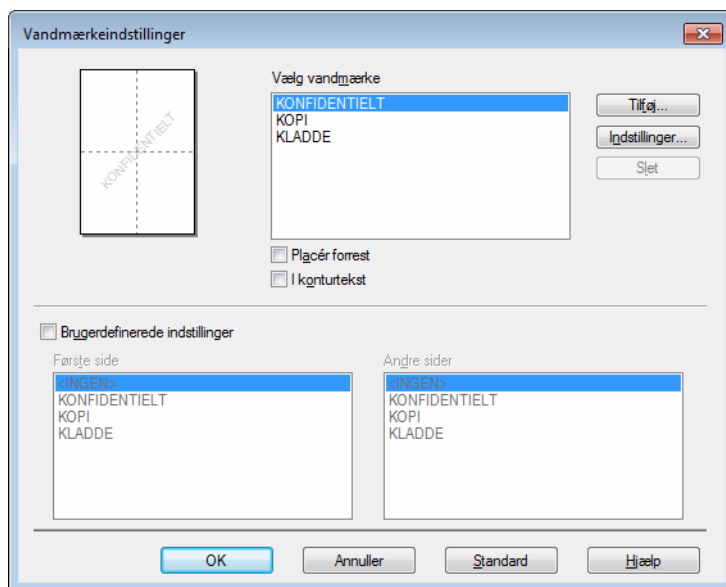 Vandmærkeindstillinger
KONFIDENTIELT
Vælg vandmærke
KONFIDENTIELT
KOPI
KLADDE
Tilføj...
Indstillinger...
Slet
Placér forrest
I konturtekst
Brugerdefinerede indstillinger
Første side
<INGEN>
KONFIDENTIELT
KOPI
KLADDE
Andre sider
<INGEN>
KONFIDENTIELT
KOPI
KLADDE
OK
Annuller
Standard
Hjælp